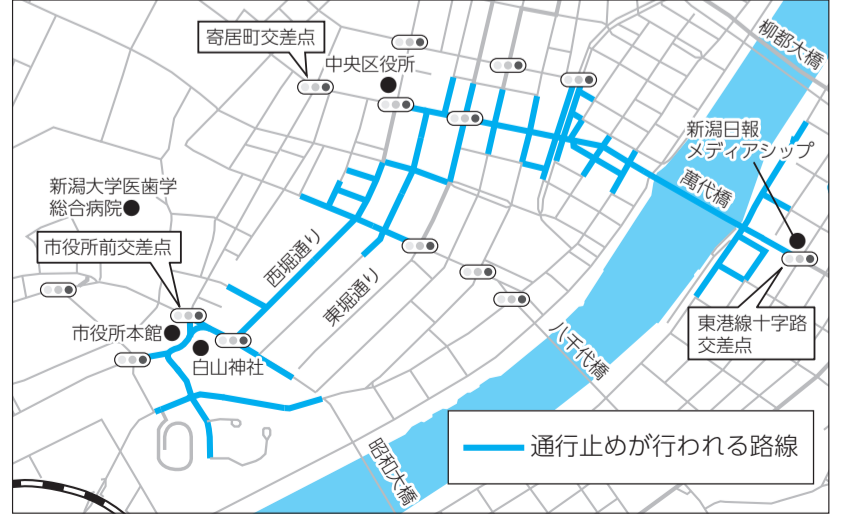 寄居町交差点
中央区役所
柳都大橋
新潟日報
メディアシップ
萬代橋
新潟大学医歯学
総合病院
市役所前交差点
西堀通り
東堀通り
市役所本館
白山神社
八千代橋
東港線十字路
交差点
昭和大橋
通行止めが行われる路線